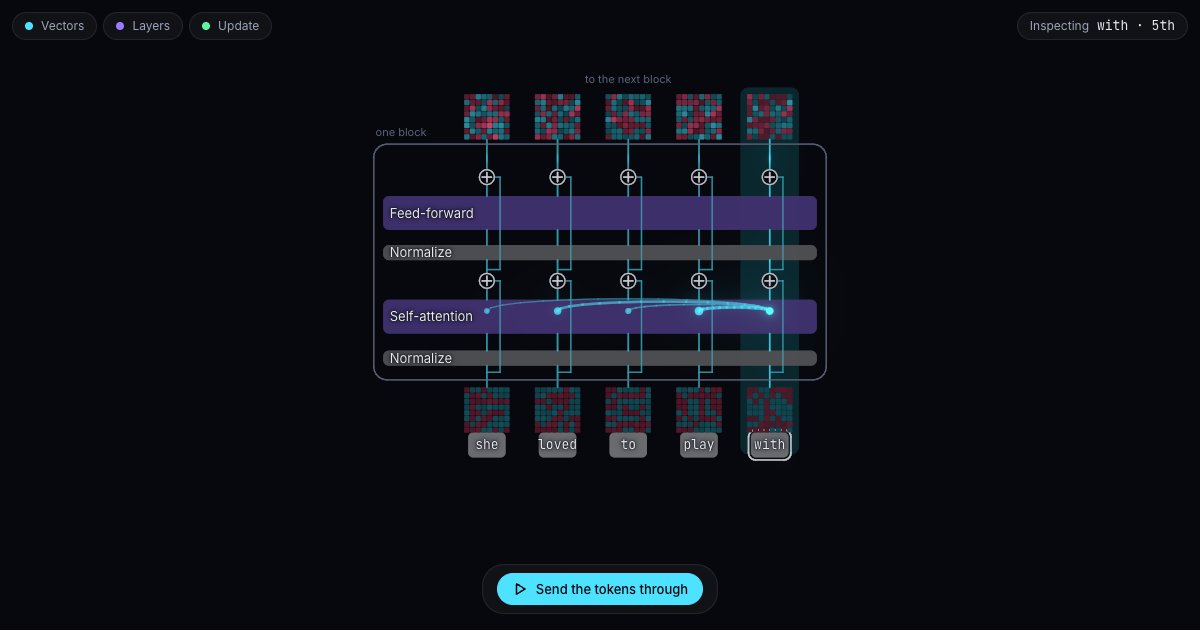 Vectors
Layers
Update
Inspecting with · 5th
to the next block
one block
Feed-forward
Normalize
Self-attention
Normalize
she loved to play with
Send the tokens through